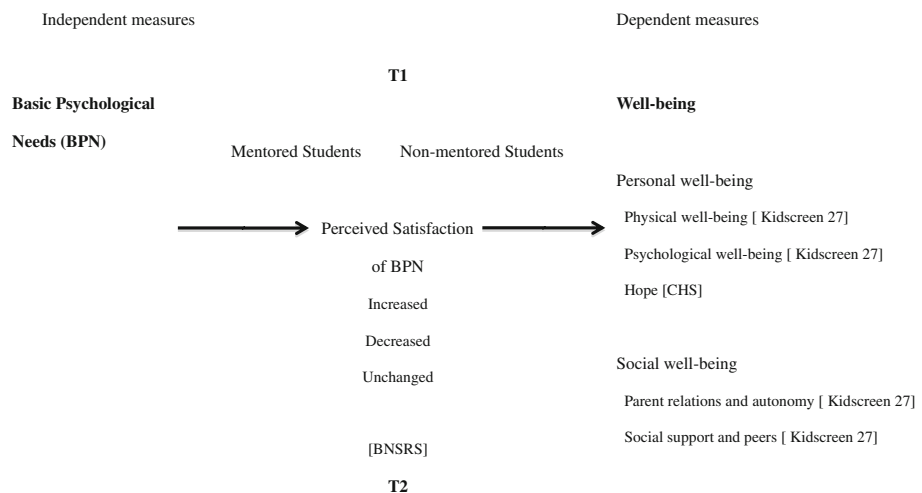 Independent measures
Dependent measures
T1
Basic Psychological
Needs (BPN)
Well-being
Mentored Students
Non-mentored Students
Personal well-being
Physical well-being [ Kidscreen 27]
Perceived Satisfaction
of BPN
Psychological well-being [ Kidscreen 27]
Hope [CHS]
Increased
Decreased
Unchanged
Social well-being
Parent relations and autonomy [ Kidscreen 27]
Social support and peers [ Kidscreen 27]
[BNSRS]
T2